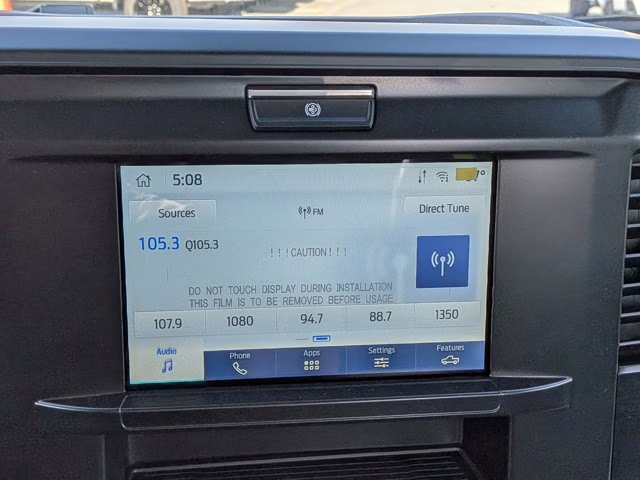 5:08
Sources
FM
Direct Tune
105.3 Q105.3
!!!CAUTION!!!
DO NOT TOUCH DISPLAY DURING INSTALLATION
THIS FILM IS TO BE REMOVED BEFORE USAGE
107.9 1080 94.7 88.7 1350
Audio Phone Apps Settings Features